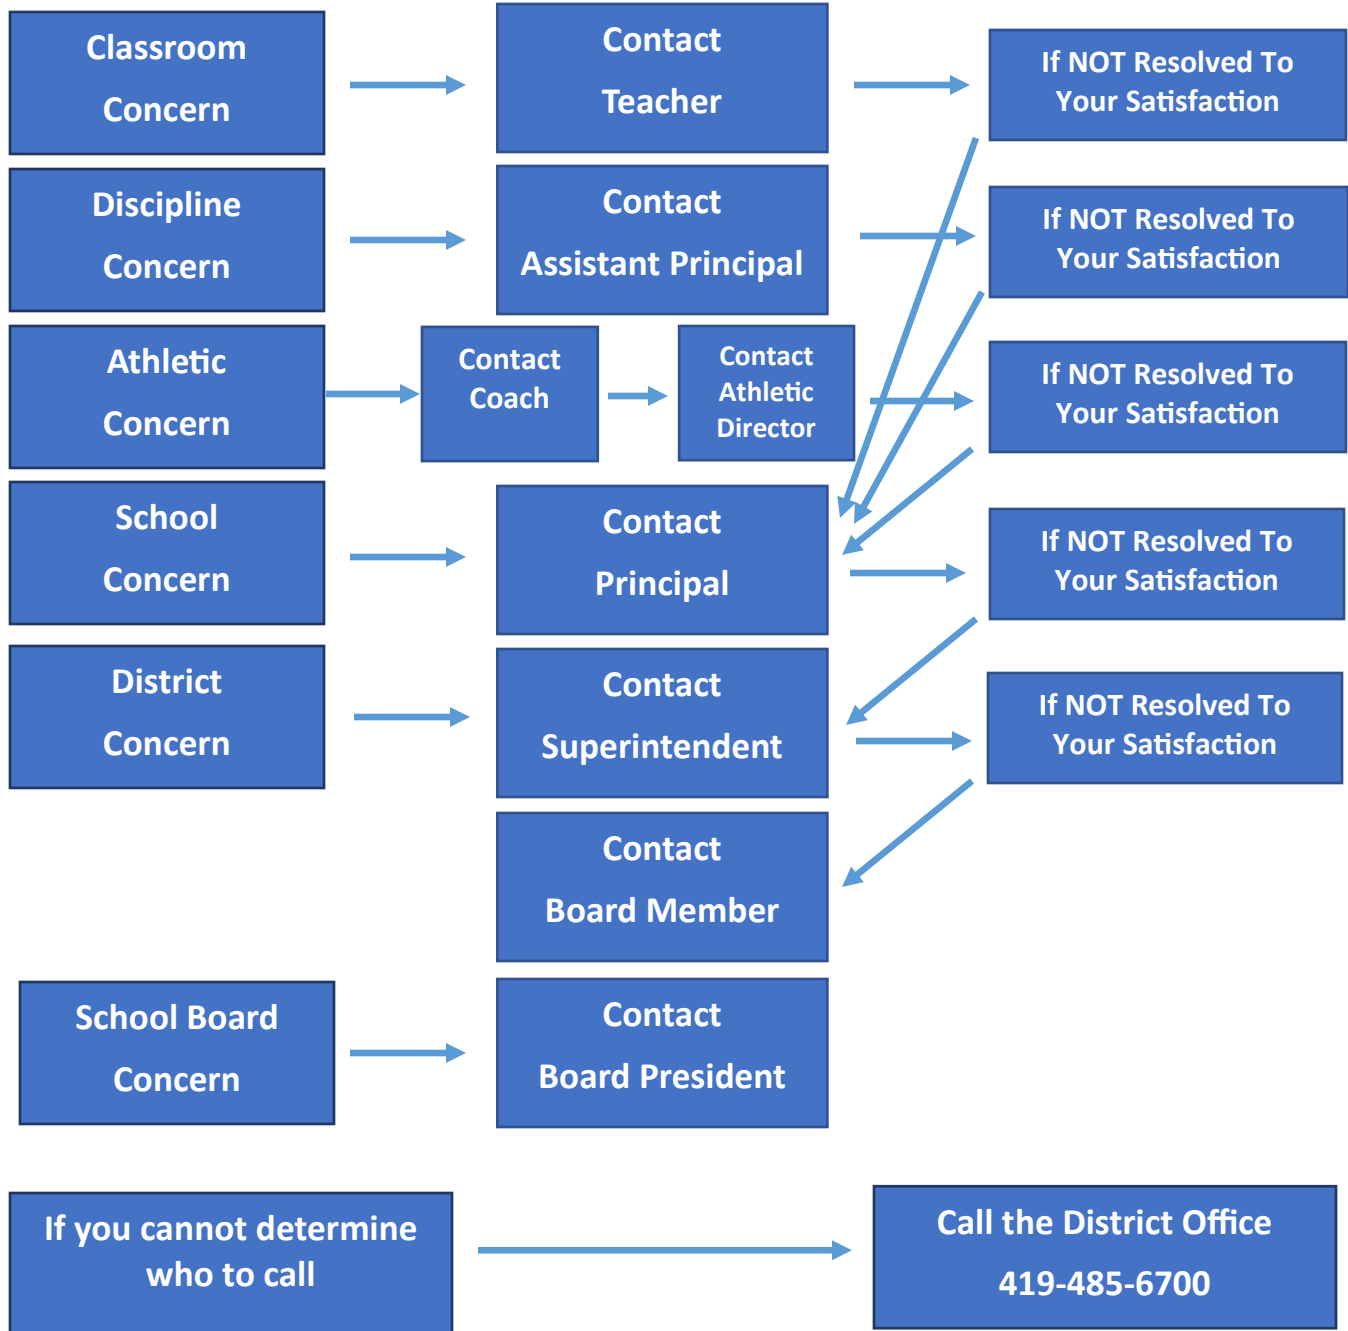 Classroom
Concern
Contact
Teacher
If NOT Resolved To
Your Satisfaction
Discipline
Concern
Contact
Assistant Principal
If NOT Resolved To
Your Satisfaction
Athletic
Concern
Contact
Coach
Contact
Athletic
Director
If NOT Resolved To
Your Satisfaction
School
Concern
Contact
Principal
If NOT Resolved To
Your Satisfaction
District
Concern
Contact
Superintendent
If NOT Resolved To
Your Satisfaction
Contact
Board Member
School Board
Concern
Contact
Board President
If you cannot determine
who to call
Call the District Office
419-485-6700